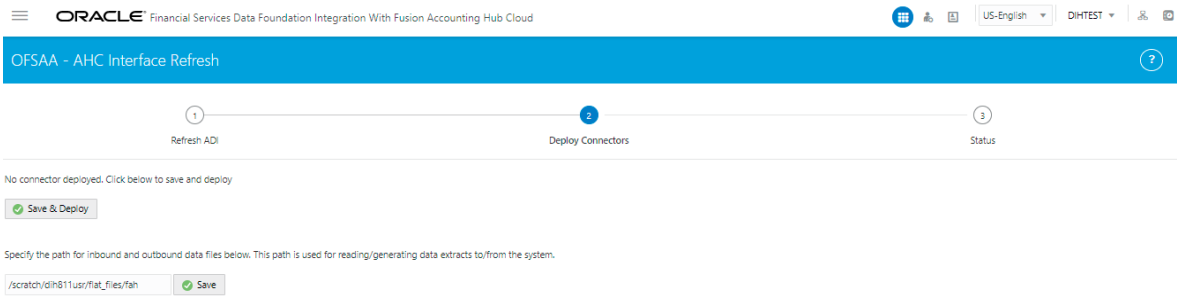 ORACLE® Financial Services Data Foundation Integration With Fusion Accounting Hub Cloud US-English DIHTEST
OFSAA - AHC Interface Refresh ?
1 2 3
Refresh ADI Deploy Connectors Status
No connector deployed. Click below to save and deploy
Save & Deploy
Specify the path for inbound and outbound data files below. This path is used for reading/generating data extracts to/from the system.
/scratch/dih811usr/flat_files/fah Save